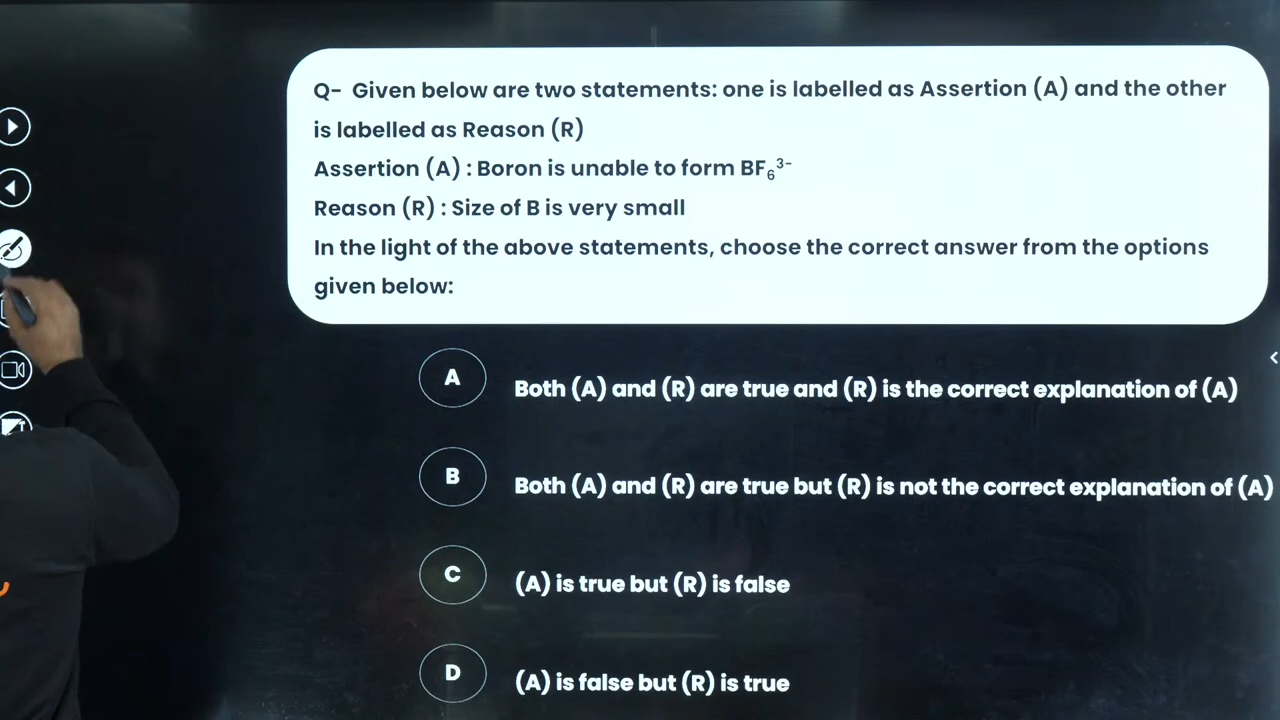 Q- Given below are two statements: one is labelled as Assertion (A) and the other
is labelled as Reason (R)
Assertion (A) : Boron is unable to form BF₆³⁻
Reason (R) : Size of B is very small
In the light of the above statements, choose the correct answer from the options
given below:
A Both (A) and (R) are true and (R) is the correct explanation of (A)
B Both (A) and (R) are true but (R) is not the correct explanation of (A)
C (A) is true but (R) is false
D (A) is false but (R) is true